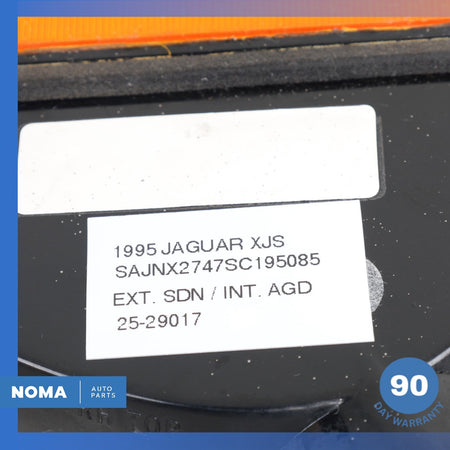 1995 JAGUAR XJS
SAJNX2747SC195085
EXT. SDN / INT. AGD
25-29017
NOMA
AUTO
PARTS
90
DAY WARRANTY